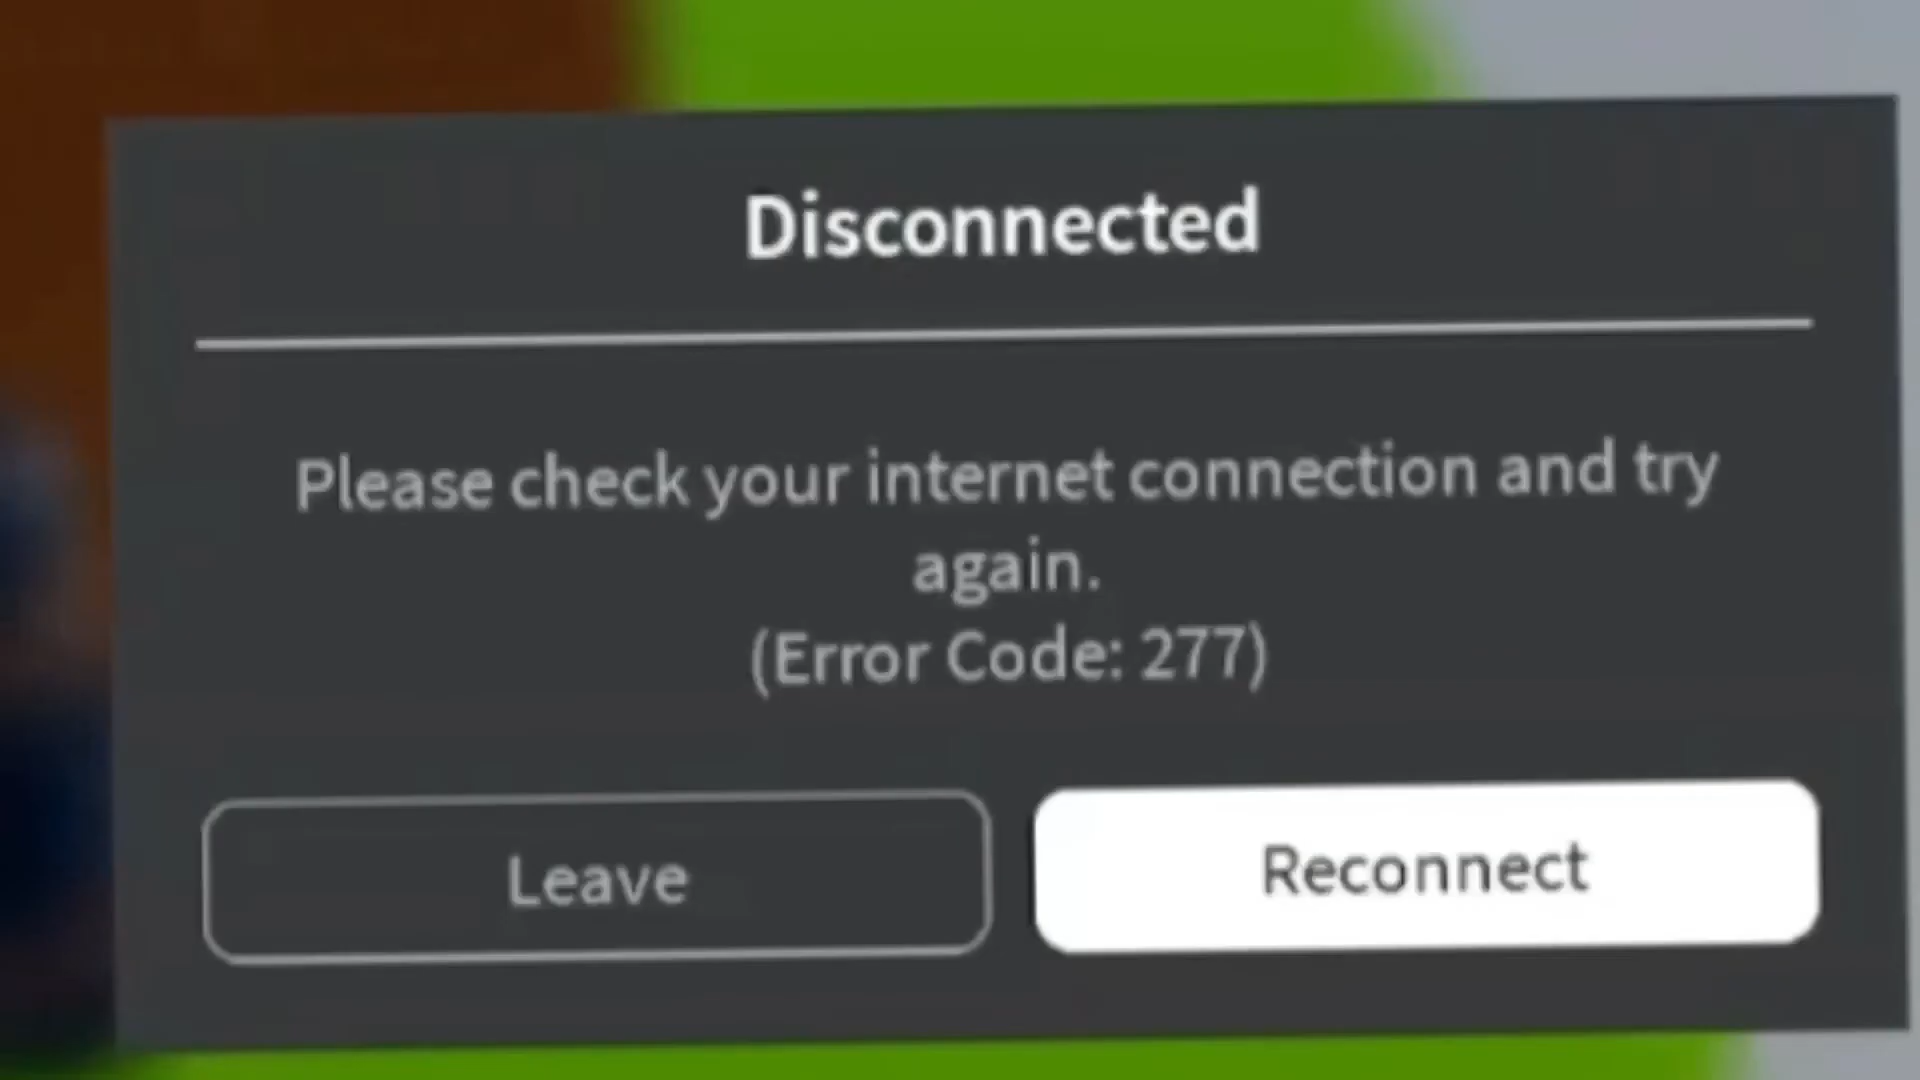 Disconnected
Please check your internet connection and try
again.
(Error Code: 277)
Leave
Reconnect